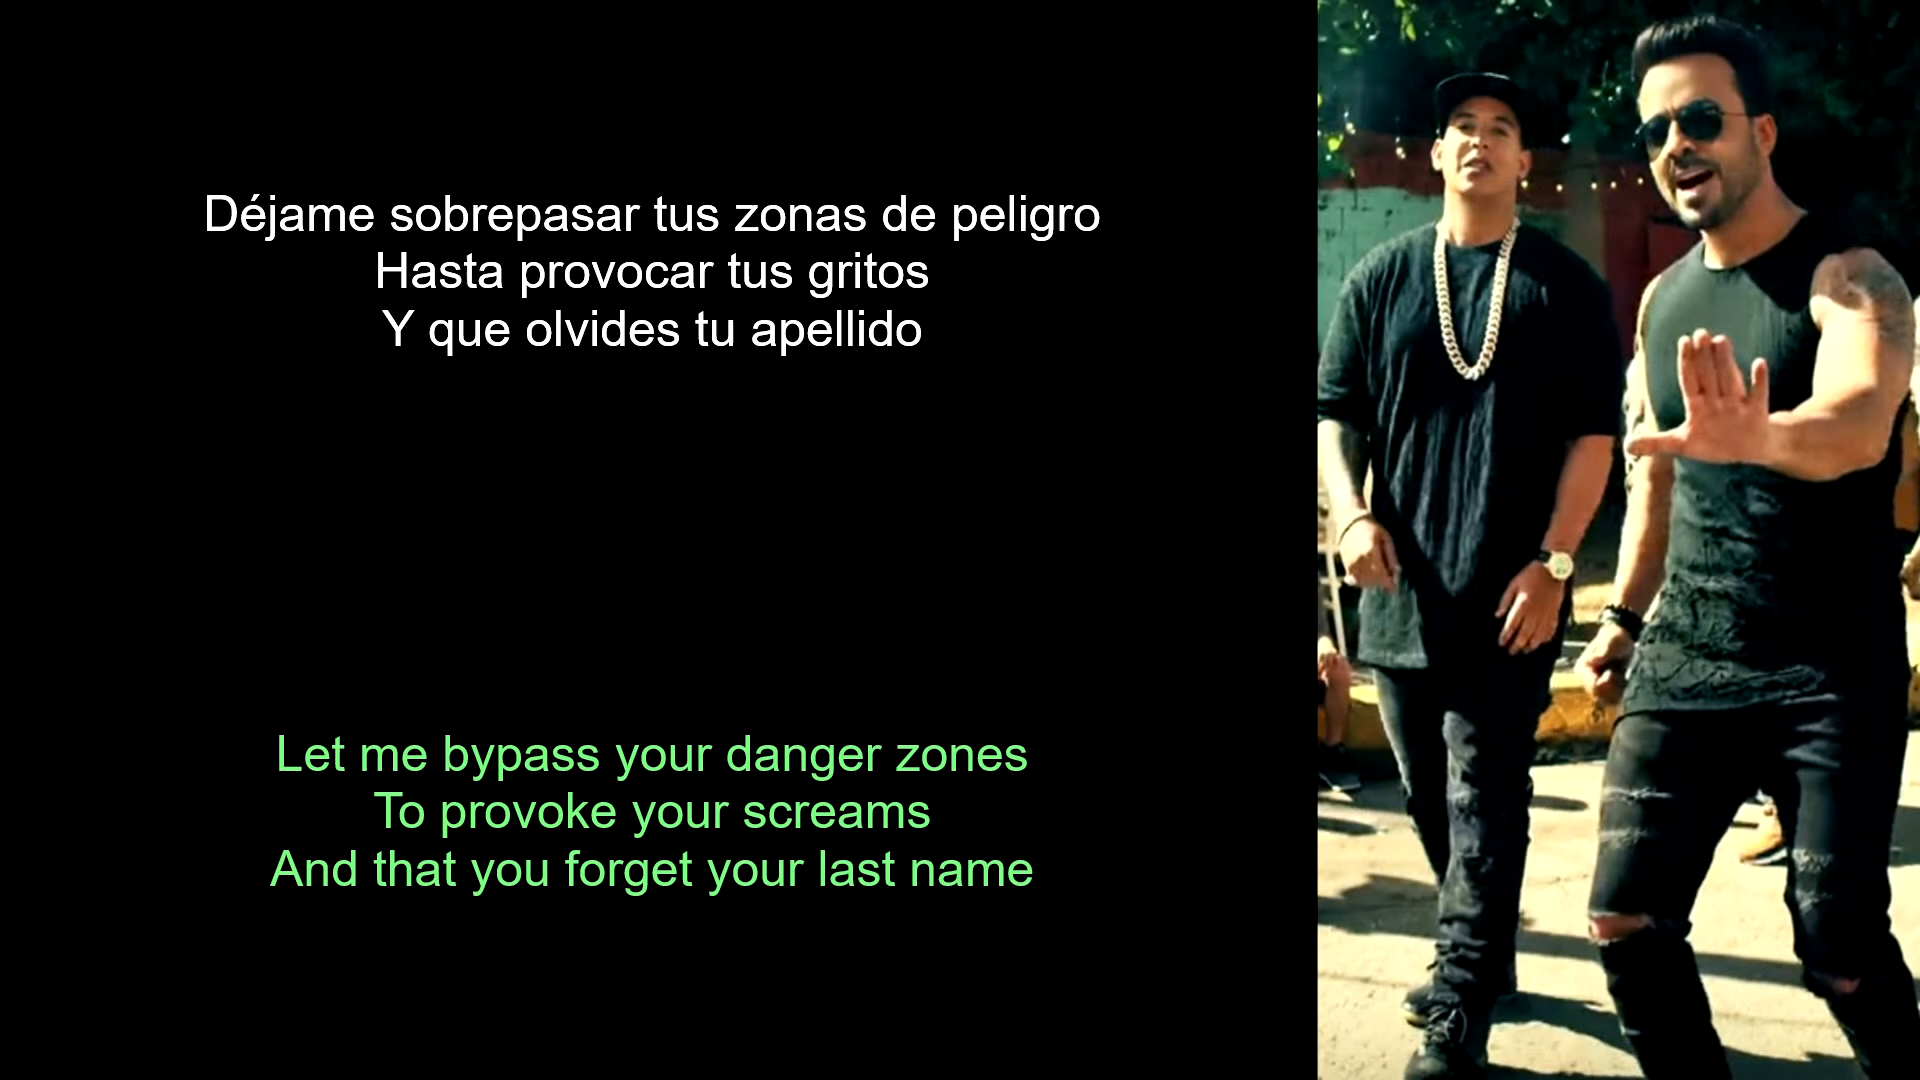 Déjame sobrepasar tus zonas de peligro
Hasta provocar tus gritos
Y que olvides tu apellido
Let me bypass your danger zones
To provoke your screams
And that you forget your last name